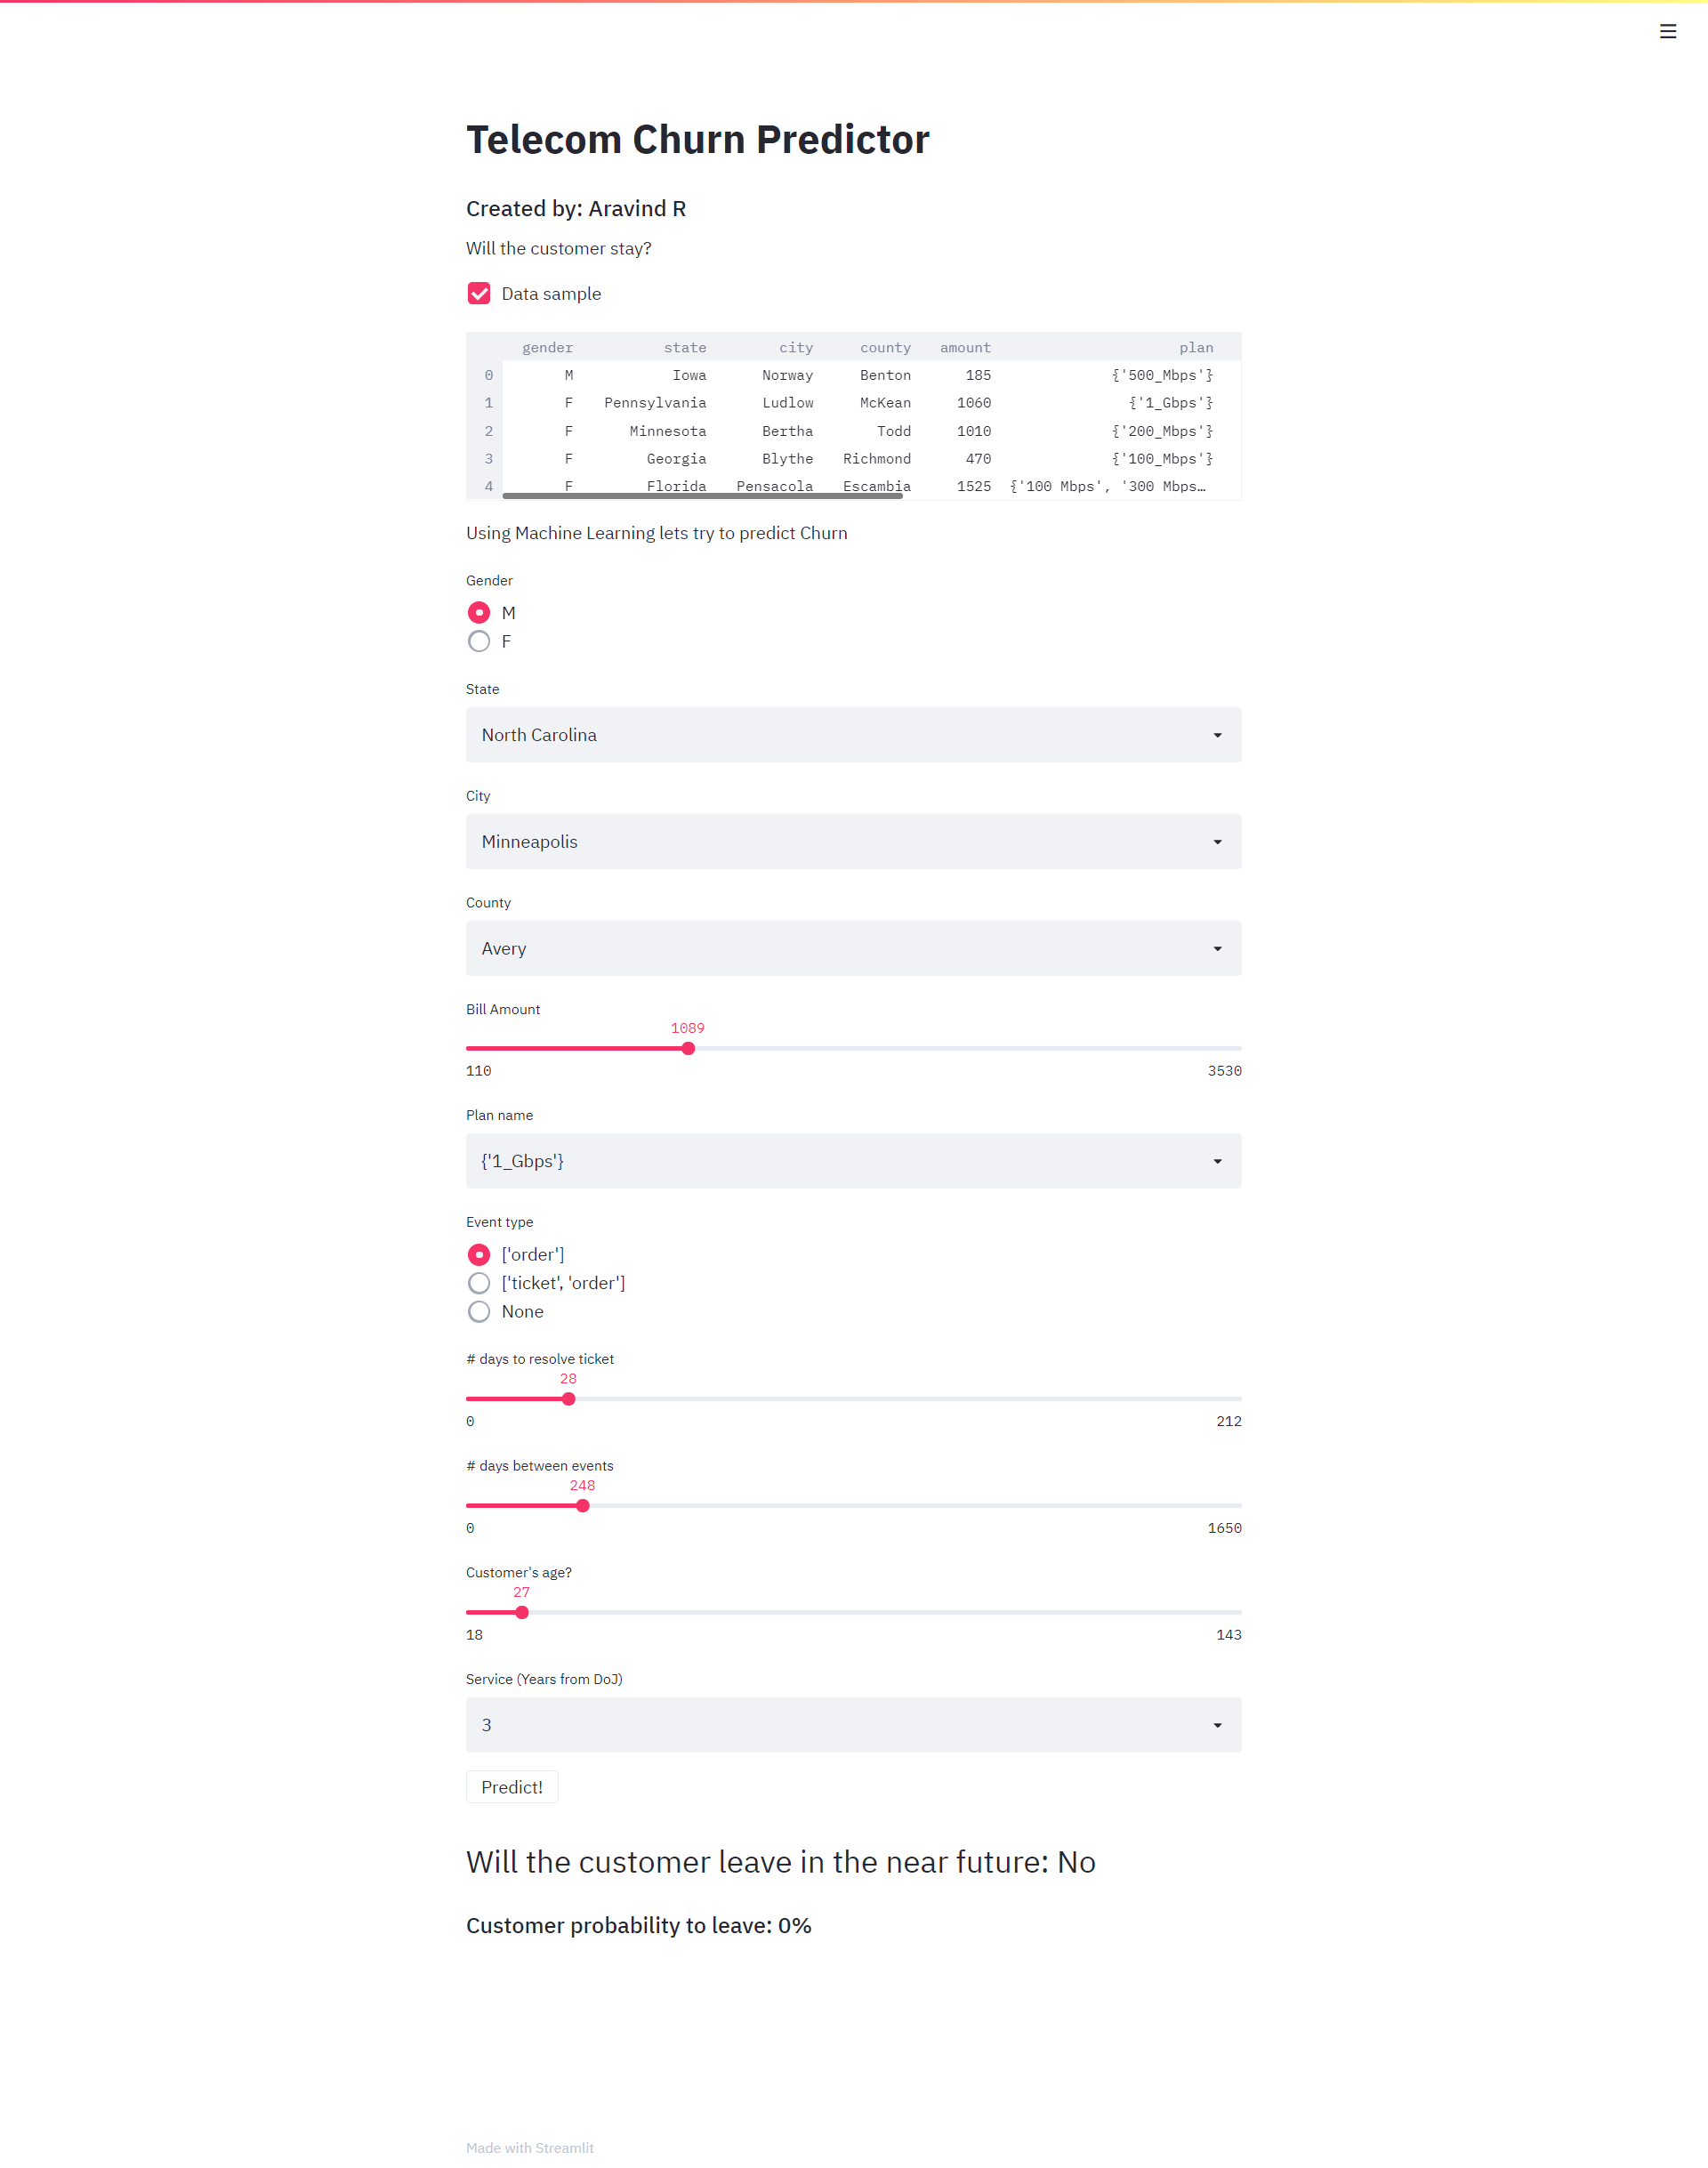 Telecom Churn Predictor
Created by: Aravind R
Will the customer stay?
Data sample
gender state city county amount plan
0 M Iowa Norway Benton 185 {'500_Mbps'}
1 F Pennsylvania Ludlow McKean 1060 {'1_Gbps'}
2 F Minnesota Bertha Todd 1010 {'200_Mbps'}
3 F Georgia Blythe Richmond 470 {'100_Mbps'}
4 F Florida Pensacola Escambia 1525 {'100 Mbps', '300 Mbps…
Using Machine Learning lets try to predict Churn
Gender
M
F
State
North Carolina
City
Minneapolis
County
Avery
Bill Amount
1089
110 3530
Plan name
{'1_Gbps'}
Event type
['order']
['ticket', 'order']
None
# days to resolve ticket
28
0 212
# days between events
248
0 1650
Customer's age?
27
18 143
Service (Years from DoJ)
3
Predict!
Will the customer leave in the near future: No
Customer probability to leave: 0%
Made with Streamlit